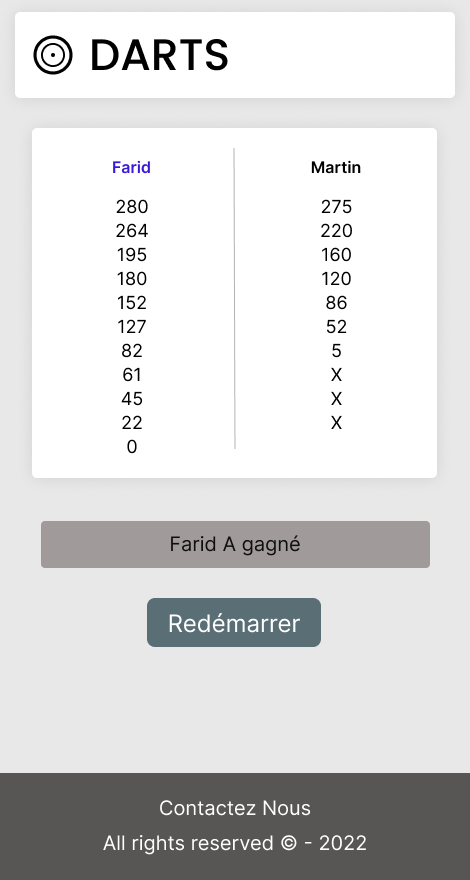 DARTS
Farid Martin
280 275
264 220
195 160
180 120
152 86
127 52
82 5
61 X
45 X
22 X
0
Farid A gagné
Redémarrer
Contactez Nous
All rights reserved © - 2022